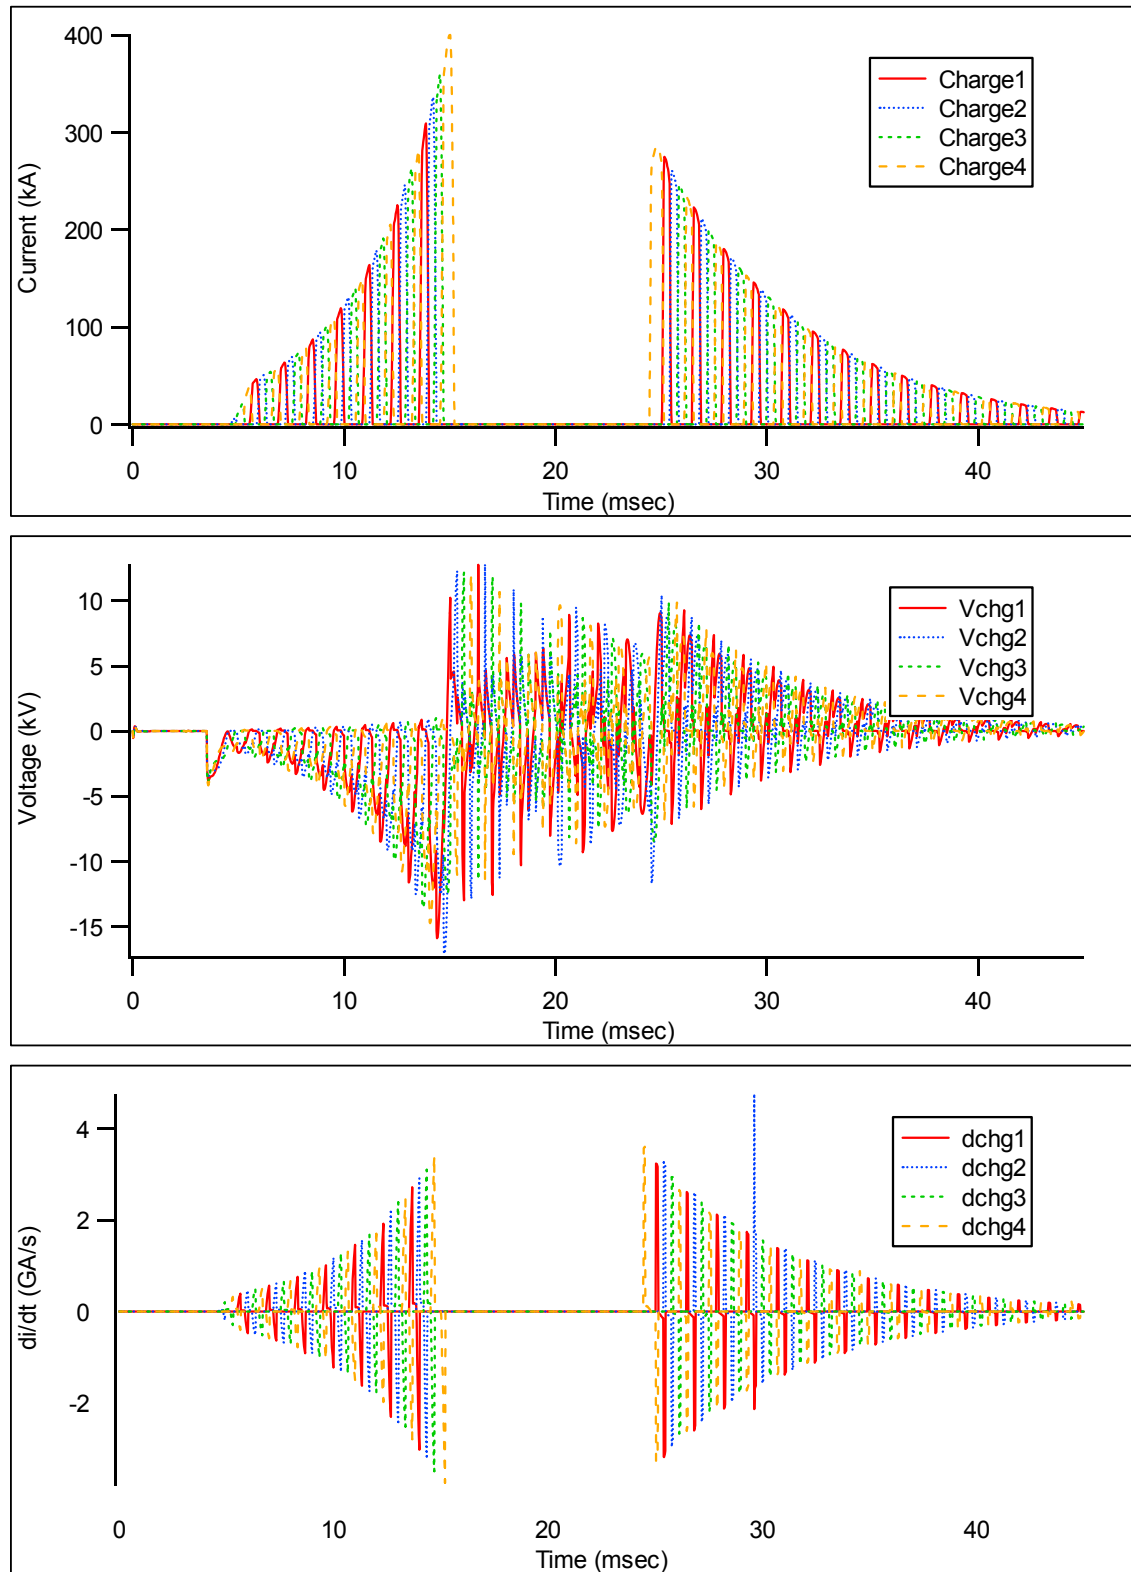 400
300
200
100
0
Current (kA)
Charge1
Charge2
Charge3
Charge4
0 10 20 30 40
Time (msec)
10
5
0
-5
-10
-15
Voltage (kV)
Vchg1
Vchg2
Vchg3
Vchg4
0 10 20 30 40
Time (msec)
4
2
0
-2
di/dt (GA/s)
dchg1
dchg2
dchg3
dchg4
0 10 20 30 40
Time (msec)